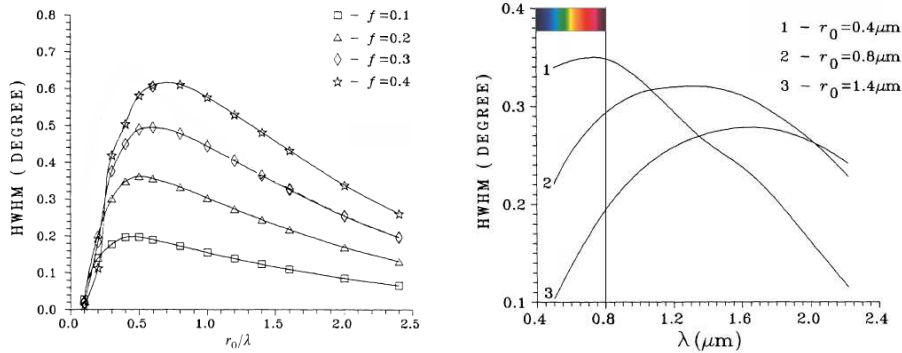 0.8
0.7
0.6
0.5
0.4
0.3
0.2
0.1
0.0
HWHM ( DEGREE )
0.0
0.5
1.0
1.5
2.0
2.5
r₀/λ
– f=0.1
– f=0.2
– f=0.3
– f=0.4
0.4
0.3
0.2
0.1
HWHM ( DEGREE )
0.4
0.8
1.2
1.6
2.0
2.4
λ(μm)
1 – r₀=0.4μm
2 – r₀=0.8μm
3 – r₀=1.4μm
1
2
3